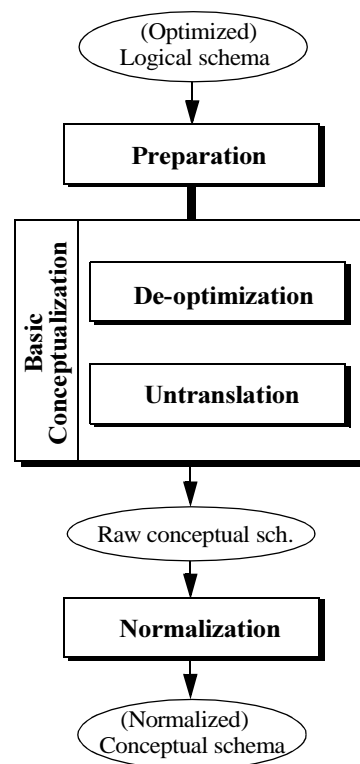 (Optimized)
Logical schema
Preparation
Basic
Conceptualization
De-optimization
Untranslation
Raw conceptual sch.
Normalization
(Normalized)
Conceptual schema